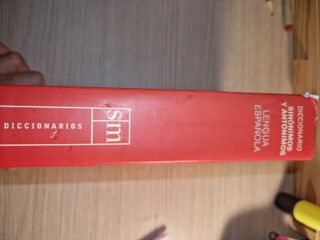 DICCIONARIO
SINÓNIMOS
Y ANTÓNIMOS
LENGUA
ESPAÑOLA
sm
DICCIONARIOS